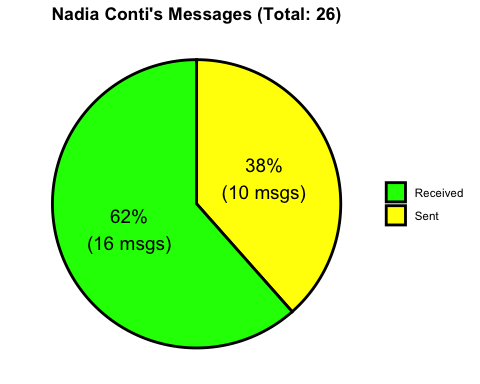 Nadia Conti's Messages (Total: 26)
38%
(10 msgs)
62%
(16 msgs)
Received
Sent